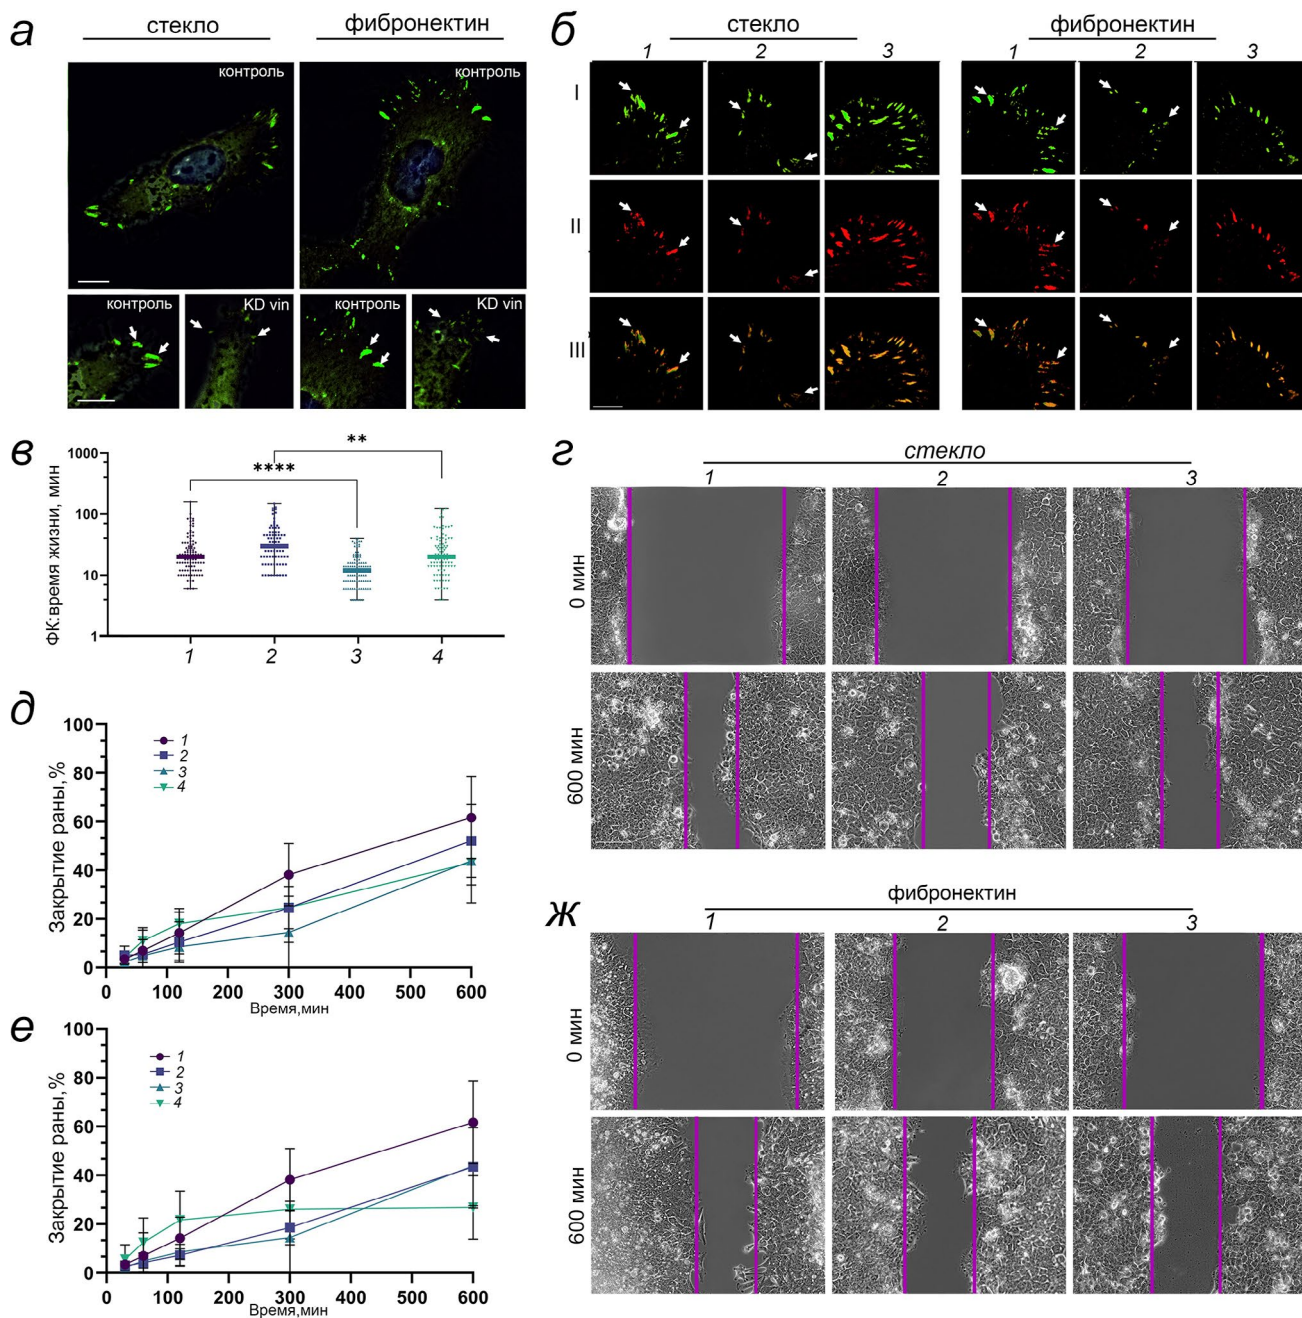 а
стекло
фибронектин
контроль
контроль
контроль
KD vin
контроль
KD vin
б
стекло
фибронектин
1 2 3 1 2 3
I
II
III
в
ФК:время жизни, мин
1000
100
10
1
****
**
1 2 3 4
г
стекло
1 2 3
0 мин
600 мин
д
Закрытие раны,%
100
80
60
40
20
0
1
2
3
4
0 100 200 300 400 500 600
Время,мин
е
Закрытие раны,%
100
80
60
40
20
0
1
2
3
4
0 100 200 300 400 500 600
Время,мин
ж
фибронектин
1 2 3
0 мин
600 мин